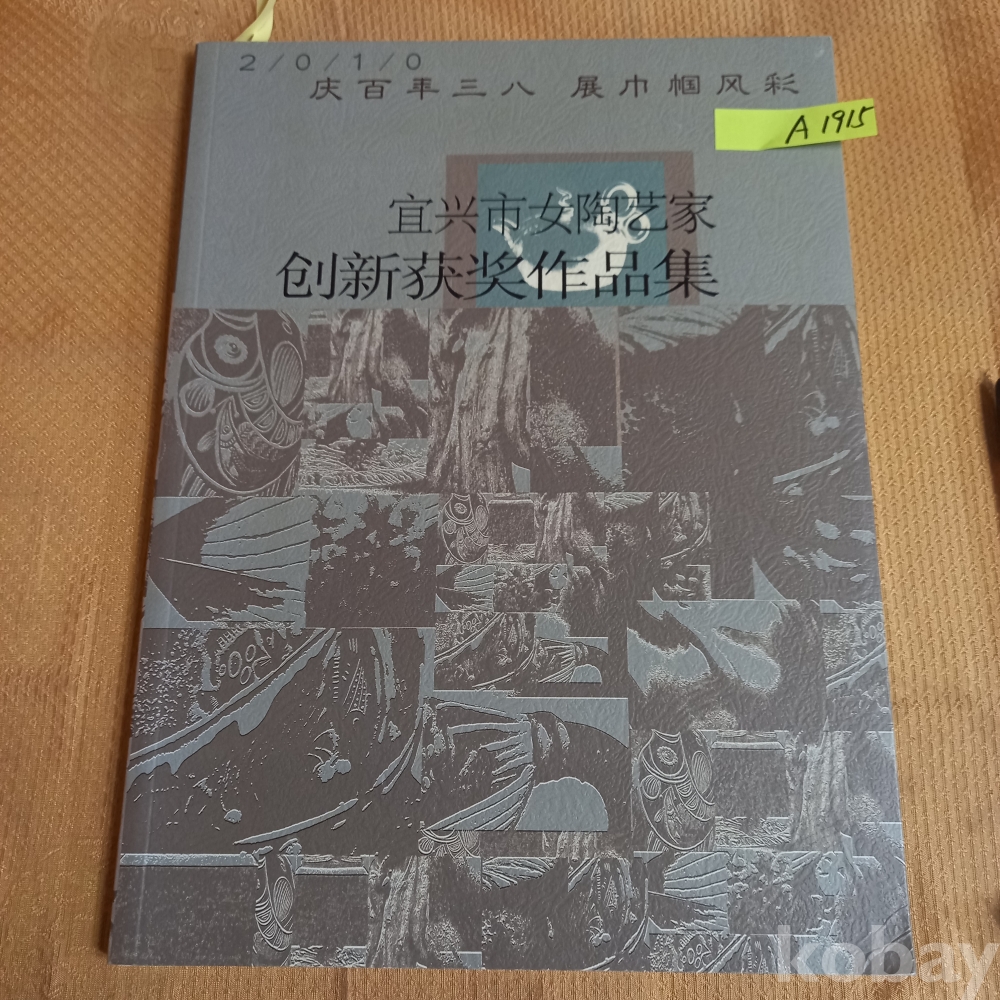 2/0/1/0
庆百年三八 展巾帼风彩
A 1915
宜兴市女陶艺家
创新获奖作品集
kobay